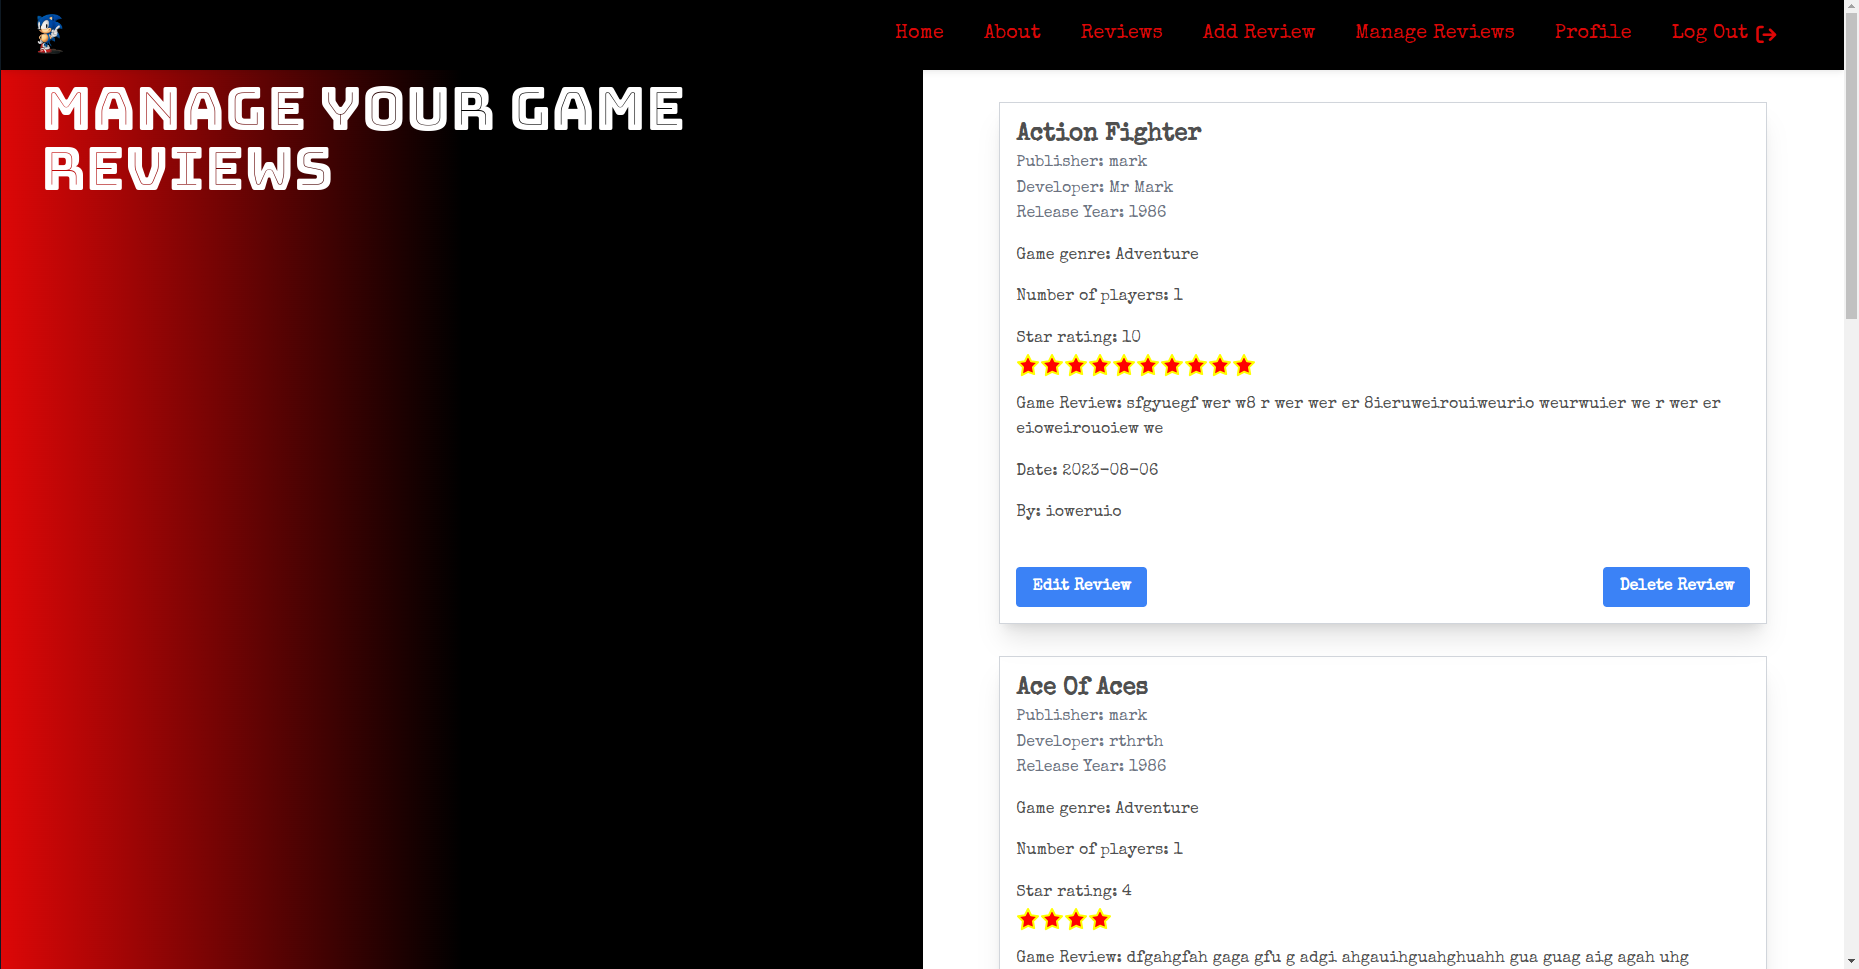 Home About Reviews Add Review Manage Reviews Profile Log Out
MANAGE YOUR GAME
REVIEWS
Action Fighter
Publisher: mark
Developer: Mr Mark
Release Year: 1986
Game genre: Adventure
Number of players: 1
Star rating: 10
Game Review: sfgyuegf wer w8 r wer wer er 8ieruweirouiweurio weurwuier we r wer er
eioweirouoiew we
Date: 2023-08-06
By: ioweruio
Edit Review Delete Review
Ace Of Aces
Publisher: mark
Developer: rthrth
Release Year: 1986
Game genre: Adventure
Number of players: 1
Star rating: 4
Game Review: dfgahgfah gaga gfu g adgi ahgauihguahghuahh gua guag aig agah uhg